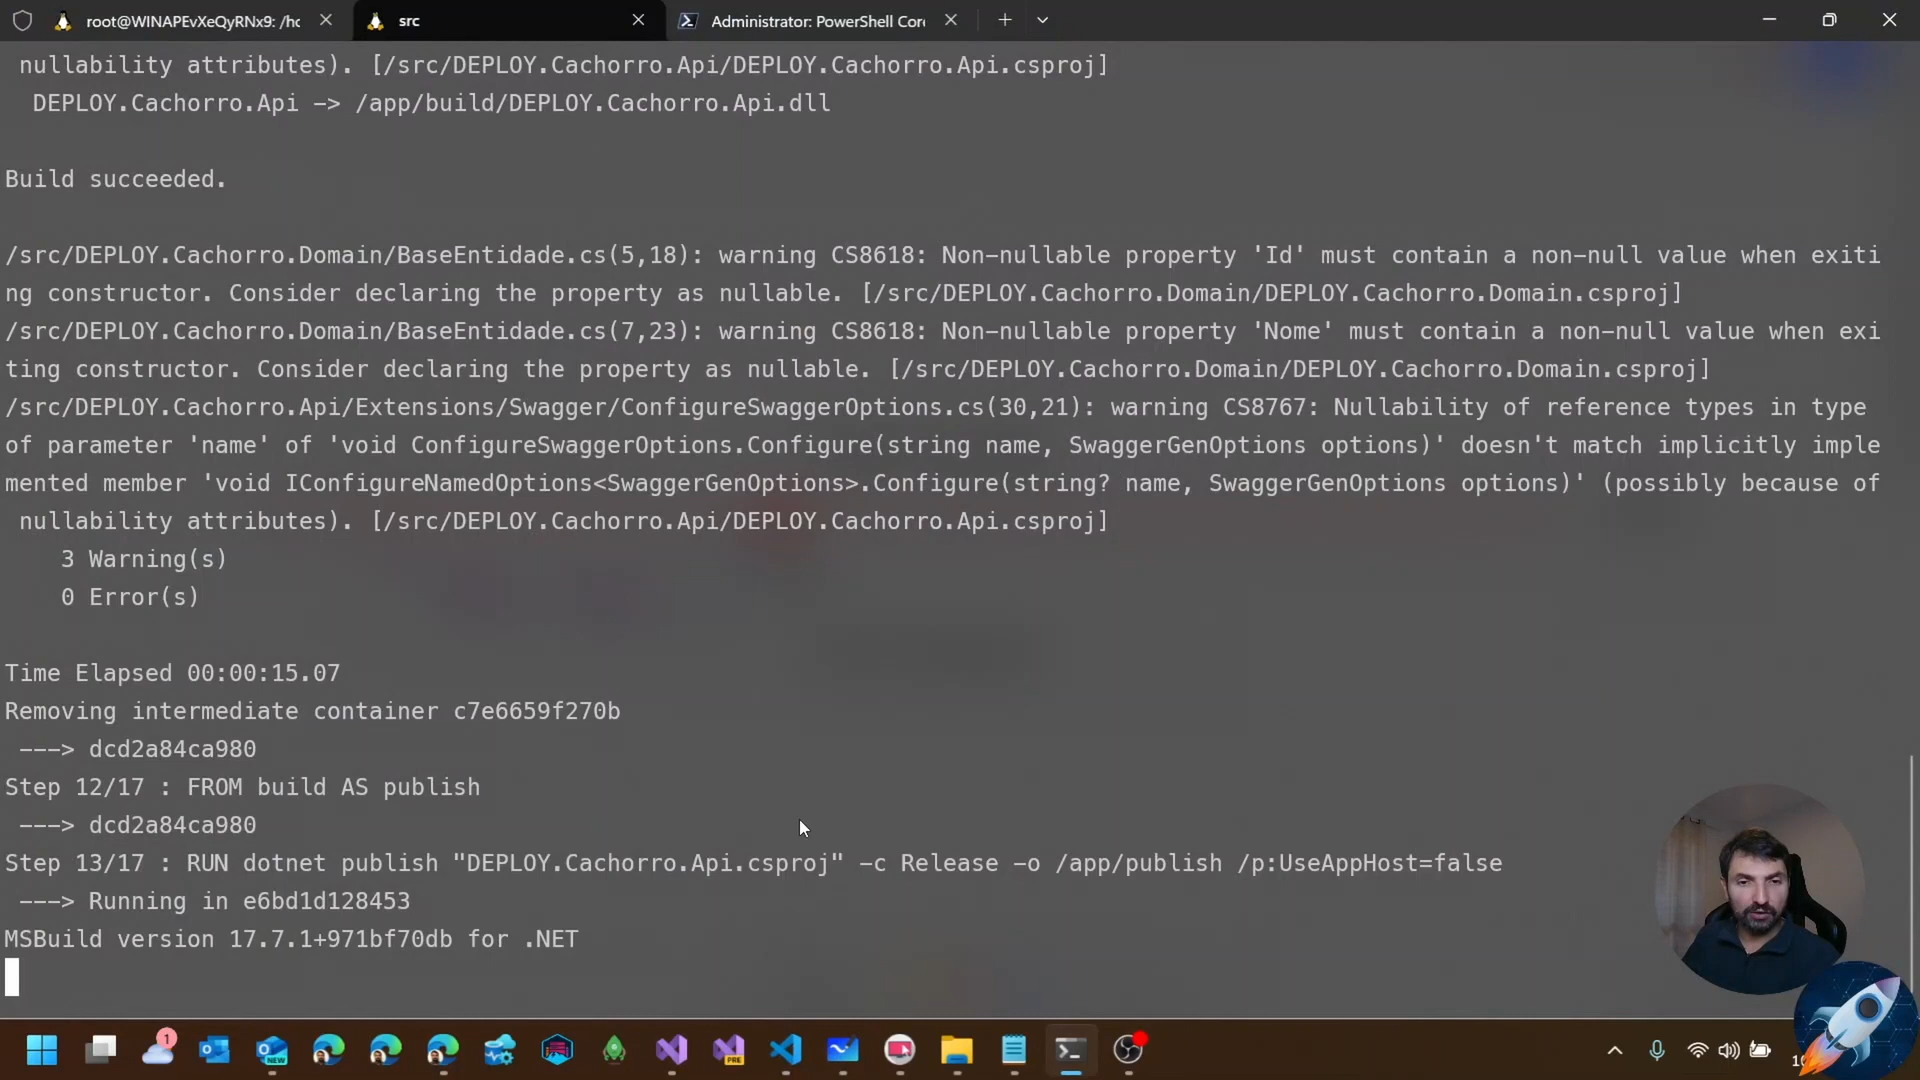 root@WINAPEvXeQyRNx9: /hc
src
Administrator: PowerShell Cor
nullability attributes). [/src/DEPLOY.Cachorro.Api/DEPLOY.Cachorro.Api.csproj]
DEPLOY.Cachorro.Api -> /app/build/DEPLOY.Cachorro.Api.dll
Build succeeded.
/src/DEPLOY.Cachorro.Domain/BaseEntidade.cs(5,18): warning CS8618: Non-nullable property 'Id' must contain a non-null value when exiti
ng constructor. Consider declaring the property as nullable. [/src/DEPLOY.Cachorro.Domain/DEPLOY.Cachorro.Domain.csproj]
/src/DEPLOY.Cachorro.Domain/BaseEntidade.cs(7,23): warning CS8618: Non-nullable property 'Nome' must contain a non-null value when exi
ting constructor. Consider declaring the property as nullable. [/src/DEPLOY.Cachorro.Domain/DEPLOY.Cachorro.Domain.csproj]
/src/DEPLOY.Cachorro.Api/Extensions/Swagger/ConfigureSwaggerOptions.cs(30,21): warning CS8767: Nullability of reference types in type
of parameter 'name' of 'void ConfigureSwaggerOptions.Configure(string name, SwaggerGenOptions options)' doesn't match implicitly imple
mented member 'void IConfigureNamedOptions<SwaggerGenOptions>.Configure(string? name, SwaggerGenOptions options)' (possibly because of
nullability attributes). [/src/DEPLOY.Cachorro.Api/DEPLOY.Cachorro.Api.csproj]
3 Warning(s)
0 Error(s)
Time Elapsed 00:00:15.07
Removing intermediate container c7e6659f270b
---> dcd2a84ca980
Step 12/17 : FROM build AS publish
---> dcd2a84ca980
Step 13/17 : RUN dotnet publish "DEPLOY.Cachorro.Api.csproj" -c Release -o /app/publish /p:UseAppHost=false
---> Running in e6bd1d128453
MSBuild version 17.7.1+971bf70db for .NET
1
NEW
PRE